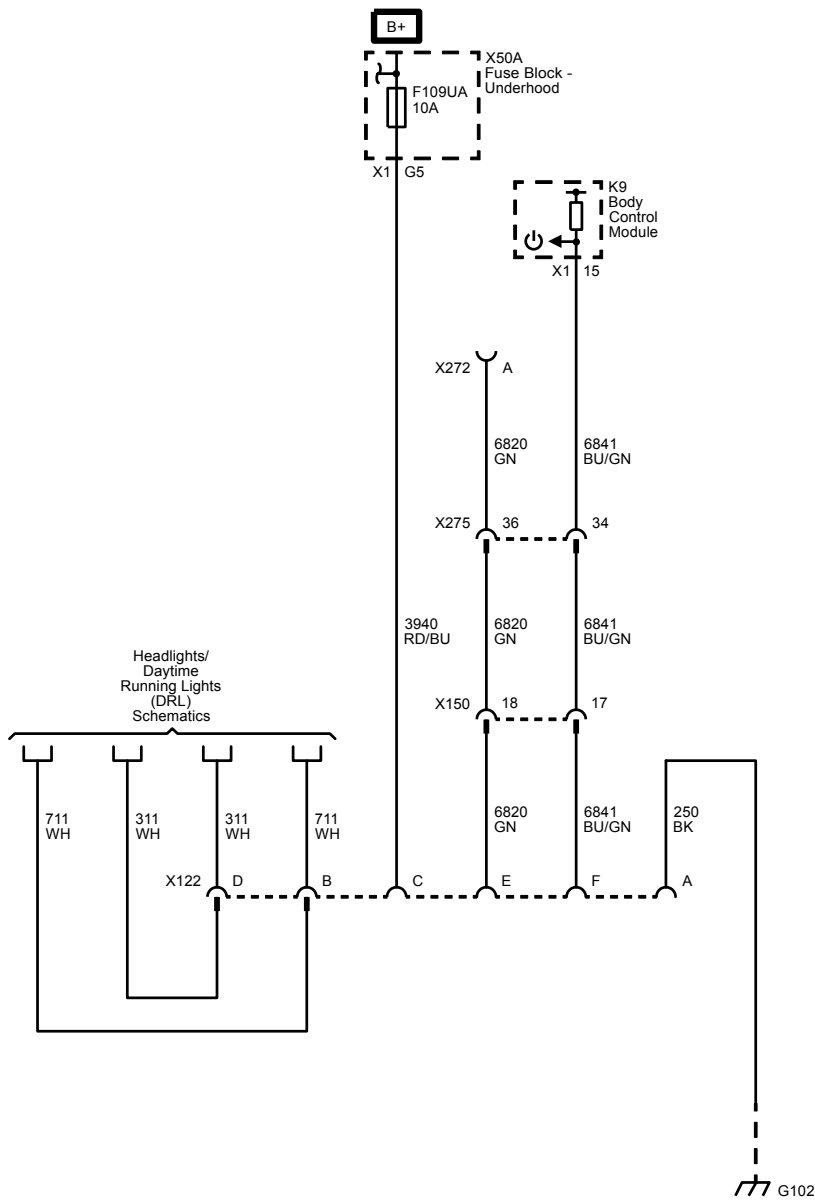 B+
X50A
Fuse Block -
Underhood
F109UA
10A
X1 G5
K9
Body
Control
Module
X1 15
X272 A
6820
GN
6841
BU/GN
X275 36 34
3940
RD/BU
6820
GN
6841
BU/GN
Headlights/
Daytime
Running Lights
(DRL)
Schematics
X150 18 17
711
WH
311
WH
311
WH
711
WH
6820
GN
6841
BU/GN
250
BK
X122 D B C E F A
G102